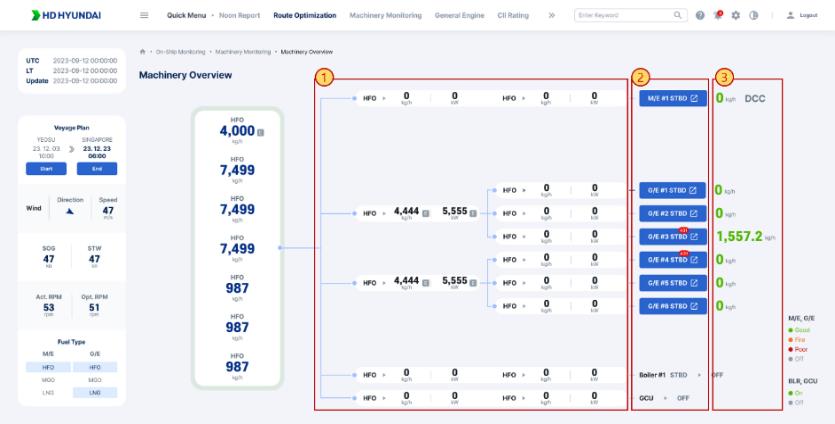 HD HYUNDAI
Quick Menu • Noon Report Route Optimization Machinery Monitoring General Engine CII Rating
Enter Keyword
Logout
UTC 2023-09-12 00:00:00
LT 2023-09-12 00:00:00
Update 2023-09-12 00:00:00
On-Ship Monitoring • Machinery Monitoring • Machinery Overview
Machinery Overview
Voyage Plan
YEOSU SINGAPORE
23. 12. 03 23. 12. 23
10:00 06:00
Start End
Wind Direction Speed
47
SOG STW
47 47
Act. RPM Opt. RPM
53 51
rpm rpm
Fuel Type
M/E G/E
HFO HFO
MGO MGO
LNG LNG
HFO
4,000 E
kg/h
HFO
7,499
kg/h
HFO
7,499
kg/h
HFO
7,499
kg/h
HFO
987
kg/h
HFO
987
kg/h
HFO
987
kg/h
1
2
3
HFO 0 kg/h 0 kW HFO 0 kg/h 0 kW M/E #1 STBD 0 kg/h DCC
HFO 0 kg/h 0 kW G/E #1 STBD 0 kg/h
HFO 4,444 kg/h 5,555 kW HFO 0 kg/h 0 kW G/E #2 STBD 0 kg/h
HFO 0 kg/h 0 kW G/E #3 STBD 1,557.2 kg/h
HFO 0 kg/h 0 kW G/E #4 STBD 0 kg/h
HFO 4,444 kg/h 5,555 kW HFO 0 kg/h 0 kW G/E #5 STBD 0 kg/h
HFO 0 kg/h 0 kW G/E #6 STBD 0 kg/h
HFO 0 kg/h 0 kW HFO 0 kg/h 0 kW Boiler #1 STBD OFF
HFO 0 kg/h 0 kW HFO 0 kg/h 0 kW GCU OFF
M/E, G/E
Good
Fire
Poor
Off
BLR, GCU
On
Off